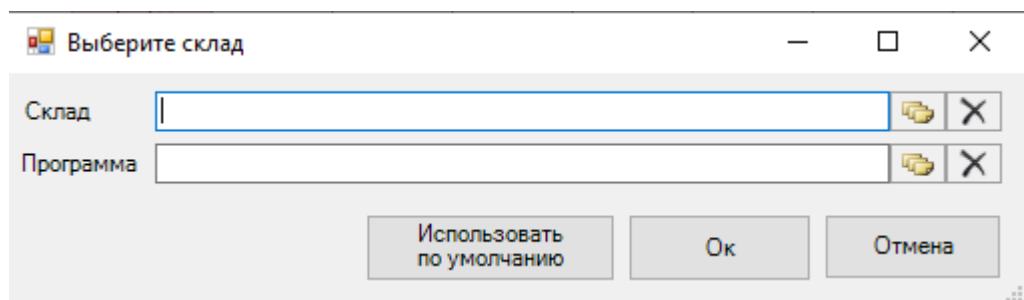 Выберите склад
Склад
Программа
Использовать
по умолчанию
Ок
Отмена